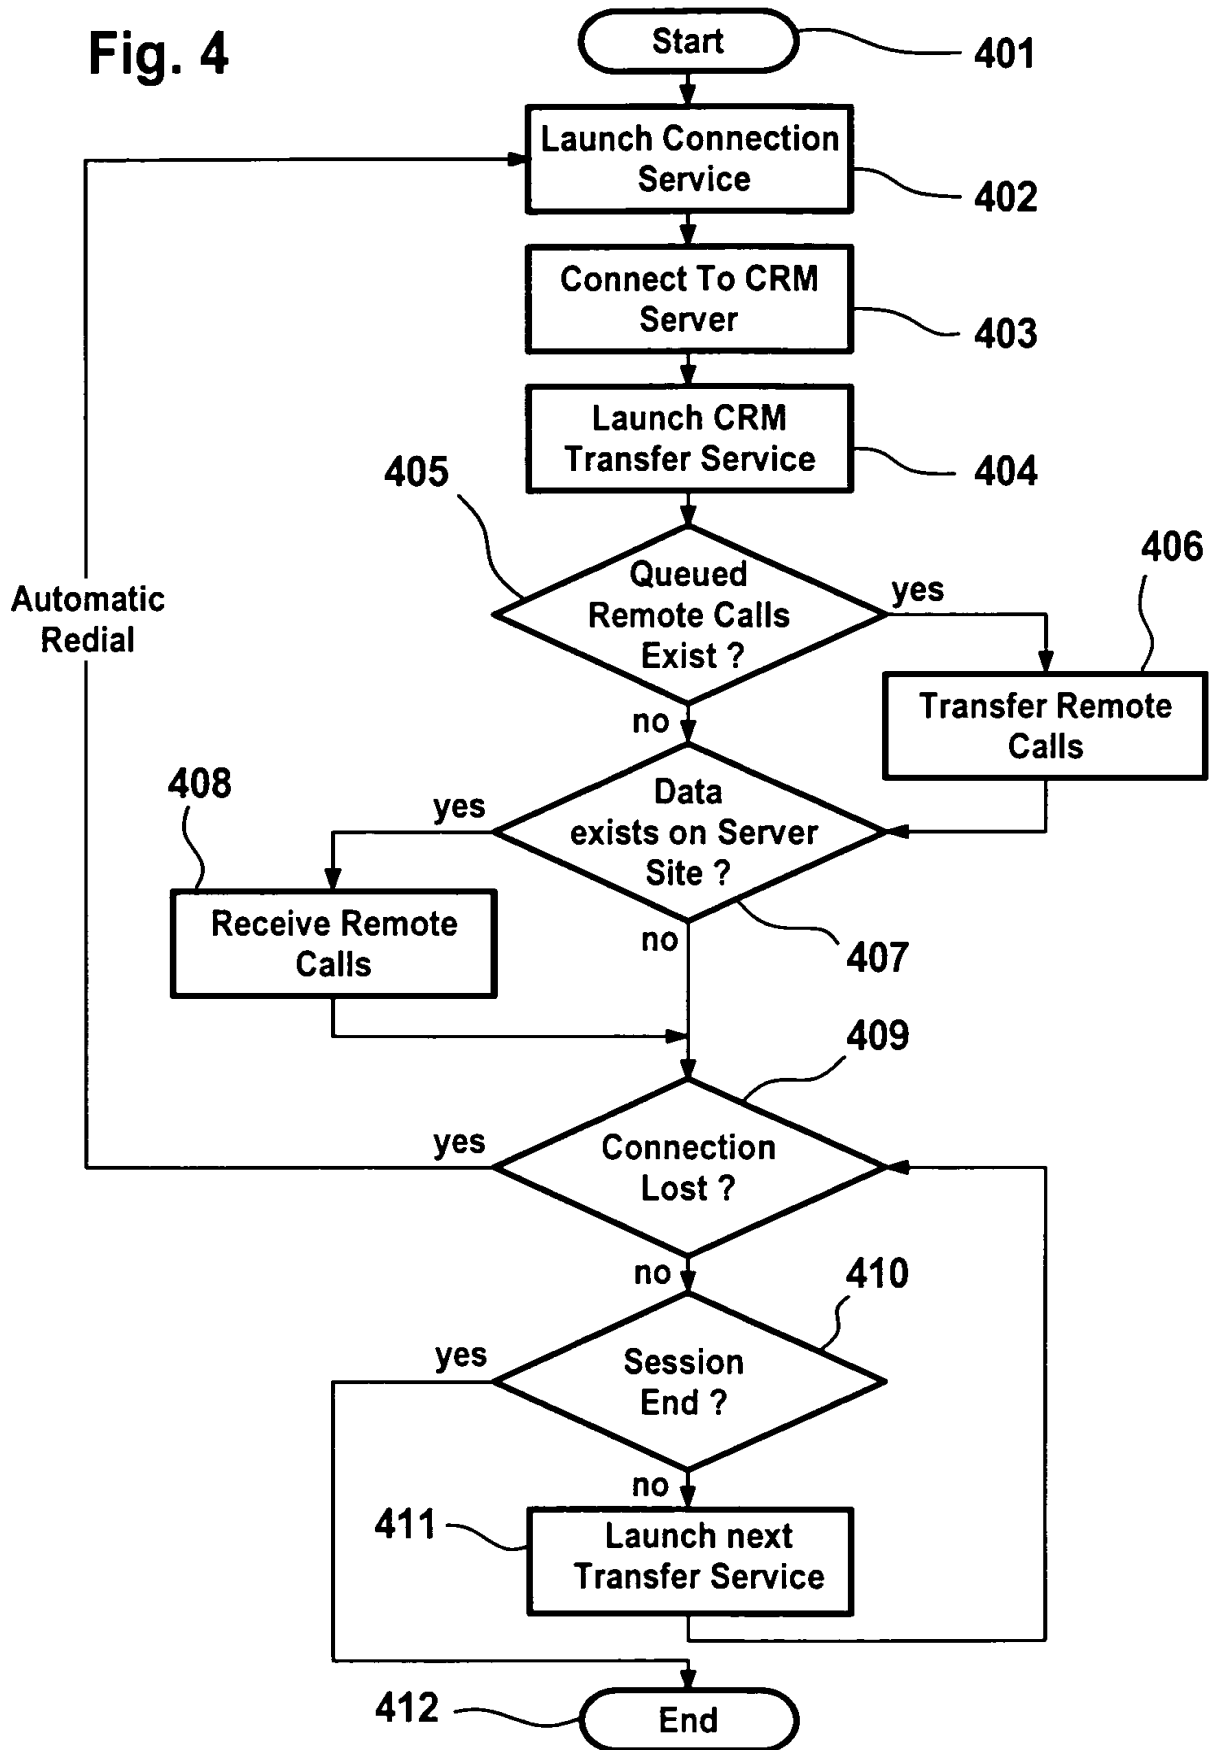 Fig. 4
Start
401
Launch Connection
Service
402
Connect To CRM
Server
403
Launch CRM
Transfer Service
404
405
Queued
Remote Calls
Exist ?
yes
406
Automatic
Redial
no
Transfer Remote
Calls
408
yes
Data
exists on Server
Site ?
Receive Remote
Calls
no
407
409
yes
Connection
Lost ?
no
410
yes
Session
End ?
no
411
Launch next
Transfer Service
412
End